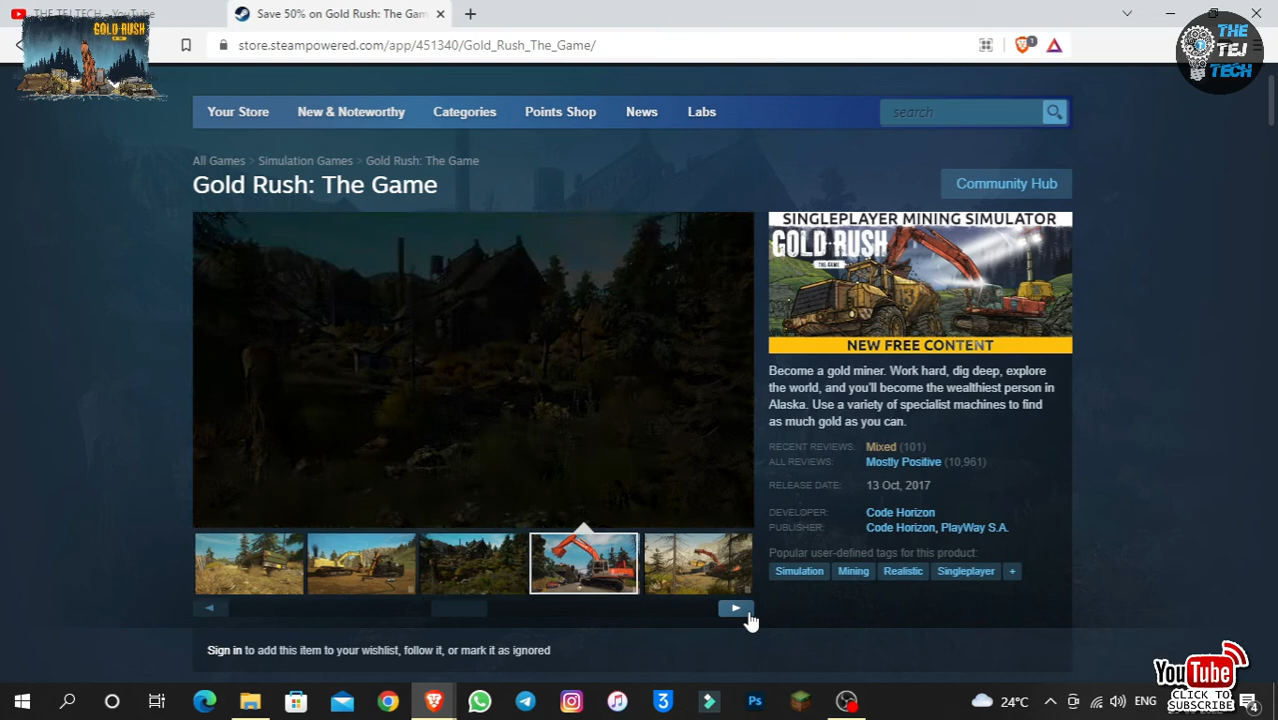 THE TEJ TECH - YouTube
Save 50% on Gold Rush: The Gam
store.steampowered.com/app/451340/Gold_Rush_The_Game/
1
GOLD RUSH
THE
TEJ
TECH
Your Store
New & Noteworthy
Categories
Points Shop
News
Labs
search
All Games > Simulation Games > Gold Rush: The Game
Gold Rush: The Game
Community Hub
SINGLEPLAYER MINING SIMULATOR
GOLD RUSH
THE GAME
NEW FREE CONTENT
Become a gold miner. Work hard, dig deep, explore
the world, and you'll become the wealthiest person in
Alaska. Use a variety of specialist machines to find
as much gold as you can.
RECENT REVIEWS: Mixed (101)
ALL REVIEWS: Mostly Positive (10,961)
RELEASE DATE: 13 Oct, 2017
DEVELOPER: Code Horizon
PUBLISHER: Code Horizon, PlayWay S.A.
Popular user-defined tags for this product:
Simulation Mining Realistic Singleplayer +
Sign in to add this item to your wishlist, follow it, or mark it as ignored
YouTube
CLICK TO
SUBSCRIBE
24°C
ENG
4